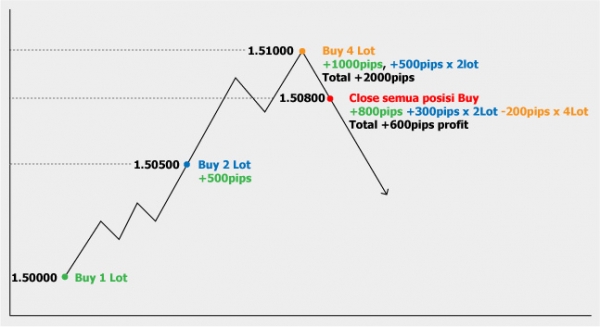 1.51000 Buy 4 Lot
+1000pips, +500pips x 2lot
Total +2000pips
1.50800 Close semua posisi Buy
+800pips +300pips x 2Lot -200pips x 4Lot
Total +600pips profit
1.50500 Buy 2 Lot
+500pips
1.50000 Buy 1 Lot